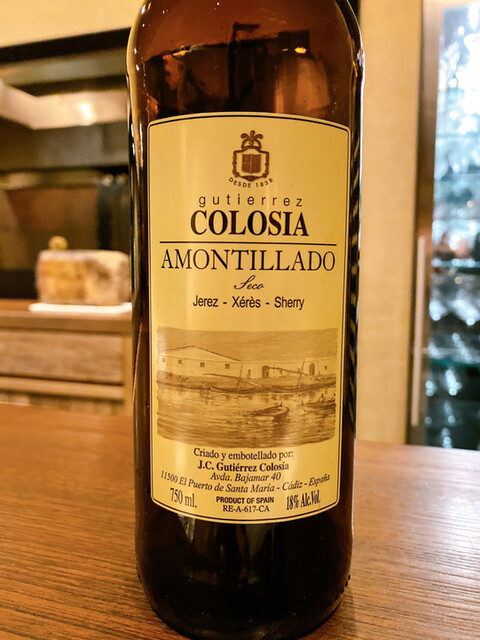 DESDE 1838
gutierrez
COLOSIA
AMONTILLADO
Seco
Jerez - Xérès - Sherry
Criado y embotellado por:
J.C. Gutiérrez Colosía
Avda. Bajamar 40
11500 El Puerto de Santa María - Cádiz - España
750 ml.
PRODUCT OF SPAIN
18% Alc.Vol.
RE-A-617-CA